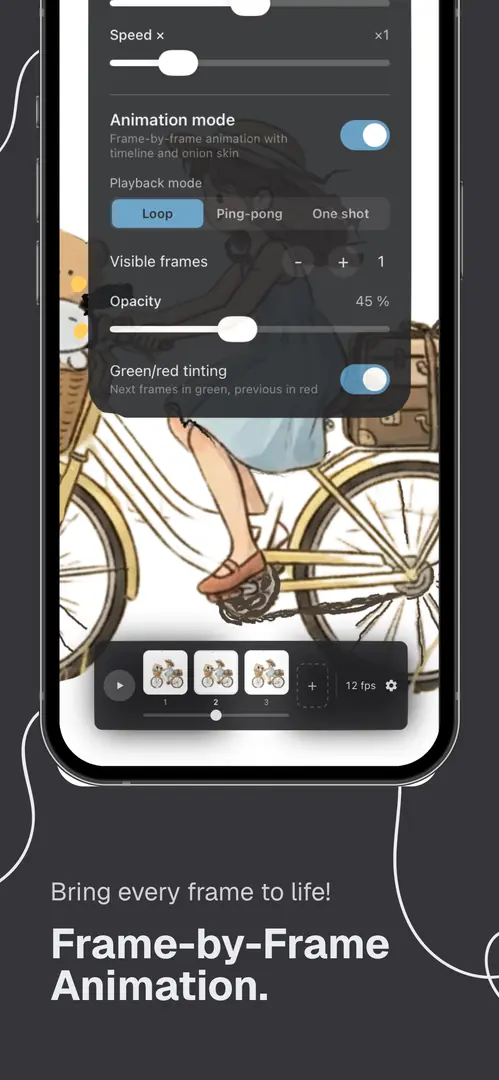 Speed × ×1
Animation mode
Frame-by-frame animation with
timeline and onion skin
Playback mode
Loop Ping-pong One shot
Visible frames - + 1
Opacity 45 %
Green/red tinting
Next frames in green, previous in red
+ 12 fps
1 2 3
Bring every frame to life!
Frame-by-Frame
Animation.